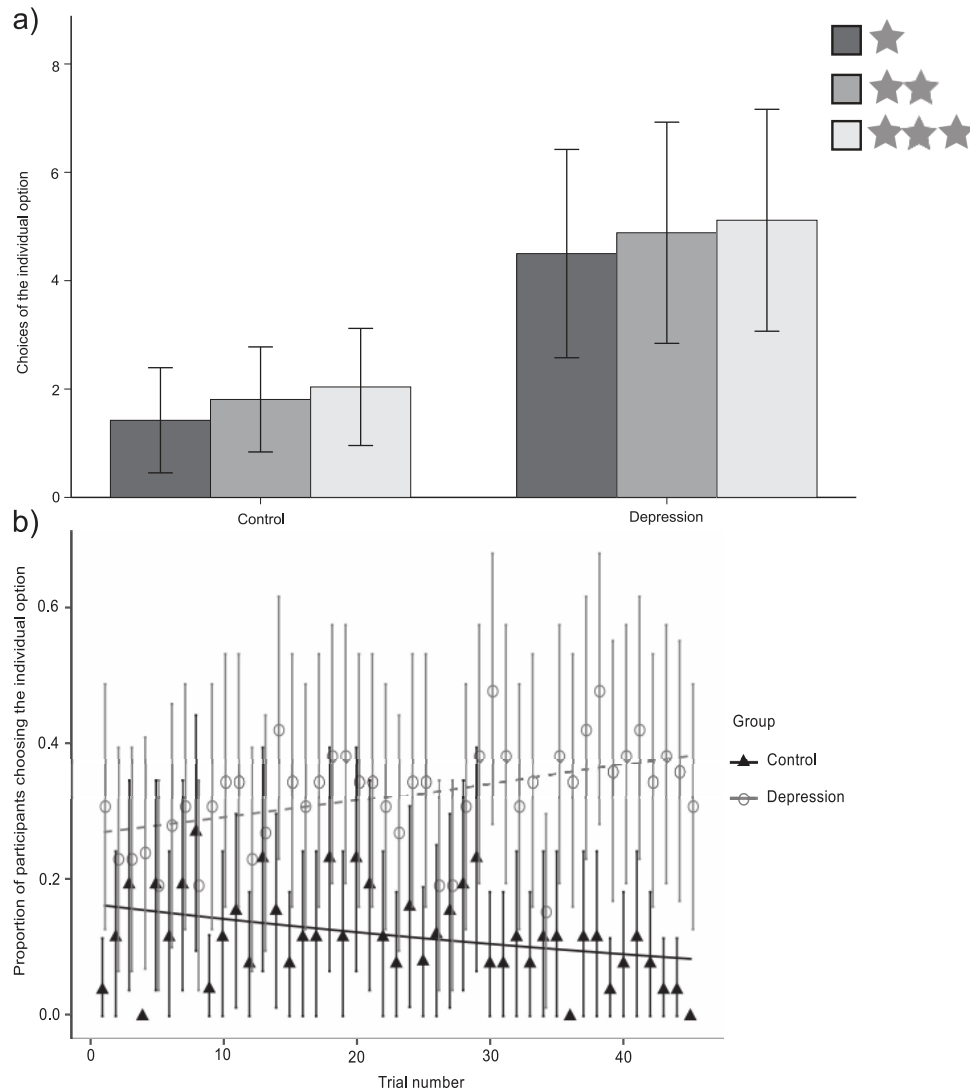 a)
8
6
4
2
0
Choices of the individual option
Control
Depression
b)
0.6
0.4
0.2
0.0
Proportion of participants choosing the individual option
0
10
20
30
40
Trial number
Group
Control
Depression